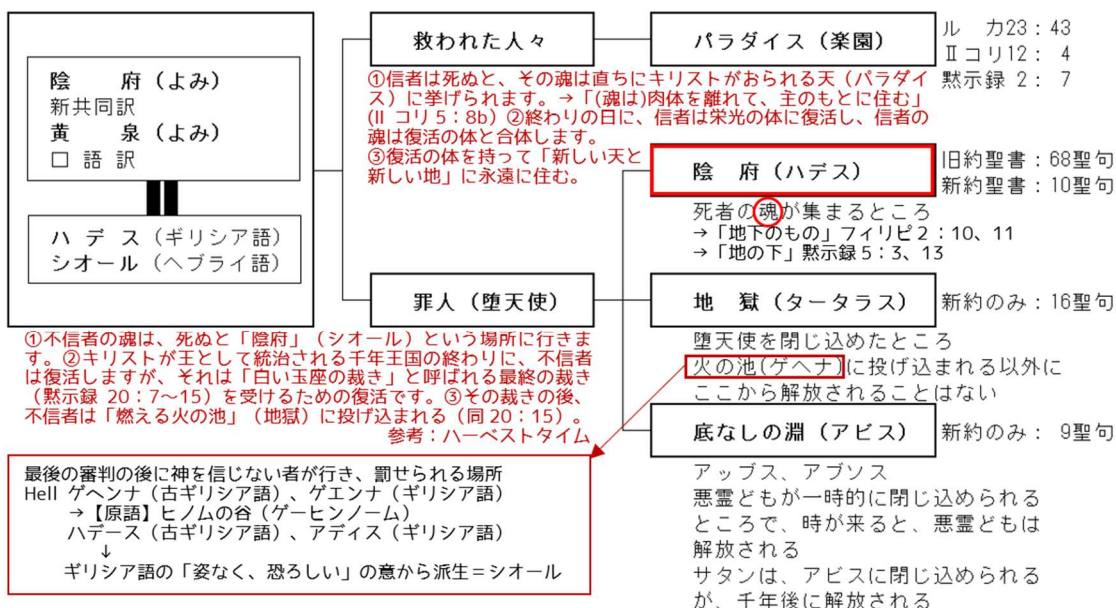 陰　　府（よみ）
新共同訳
黄　　泉（よみ）
口 語 訳
ハ デ ス（ギリシア語）
シオール（ヘブライ語）
救われた人々
パラダイス（楽園）
ル　カ23：43
Ⅱコリ12： 4
黙示録 2： 7
①信者は死ぬと、その魂は直ちにキリストがおられる天（パラダイ
ス）に挙げられます。→「(魂は)肉体を離れて、主のもとに住む」
(II コリ 5：8b）②終わりの日に、信者は栄光の体に復活し、信者の
魂は復活の体と合体します。
③復活の体を持って「新しい天と
新しい地」に永遠に住む。
陰　府（ハデス）
旧約聖書：68聖句
新約聖書：10聖句
死者の魂が集まるところ
→「地下のもの」フィリピ2：10、11
→「地の下」黙示録5：3、13
罪人（堕天使）
地　獄（タータラス）
新約のみ：16聖句
堕天使を閉じ込めたところ
火の池(ゲヘナ)に投げ込まれる以外に
ここから解放されることはない
①不信者の魂は、死ぬと「陰府」（シオール）という場所に行きま
す。②キリストが王として統治される千年王国の終わりに、不信者
は復活しますが、それは「白い玉座の裁き」と呼ばれる最終の裁き
（黙示録 20：7～15）を受けるための復活です。③その裁きの後、
不信者は「燃える火の池」（地獄）に投げ込まれる（同 20：15）。
参考：ハーベストタイム
底なしの淵（アビス）
新約のみ： 9聖句
アッブス、アブソス
悪霊どもが一時的に閉じ込められる
ところで、時が来ると、悪霊どもは
解放される
サタンは、アビスに閉じ込められる
が、千年後に解放される
最後の審判の後に神を信じない者が行き、罰せられる場所
Hell ゲヘンナ（古ギリシア語）、ゲエンナ（ギリシア語）
→【原語】ヒノムの谷（ゲーヒンノーム）
ハデース（古ギリシア語）、アディス（ギリシア語）
↓
ギリシア語の「姿なく、恐ろしい」の意から派生＝シオール